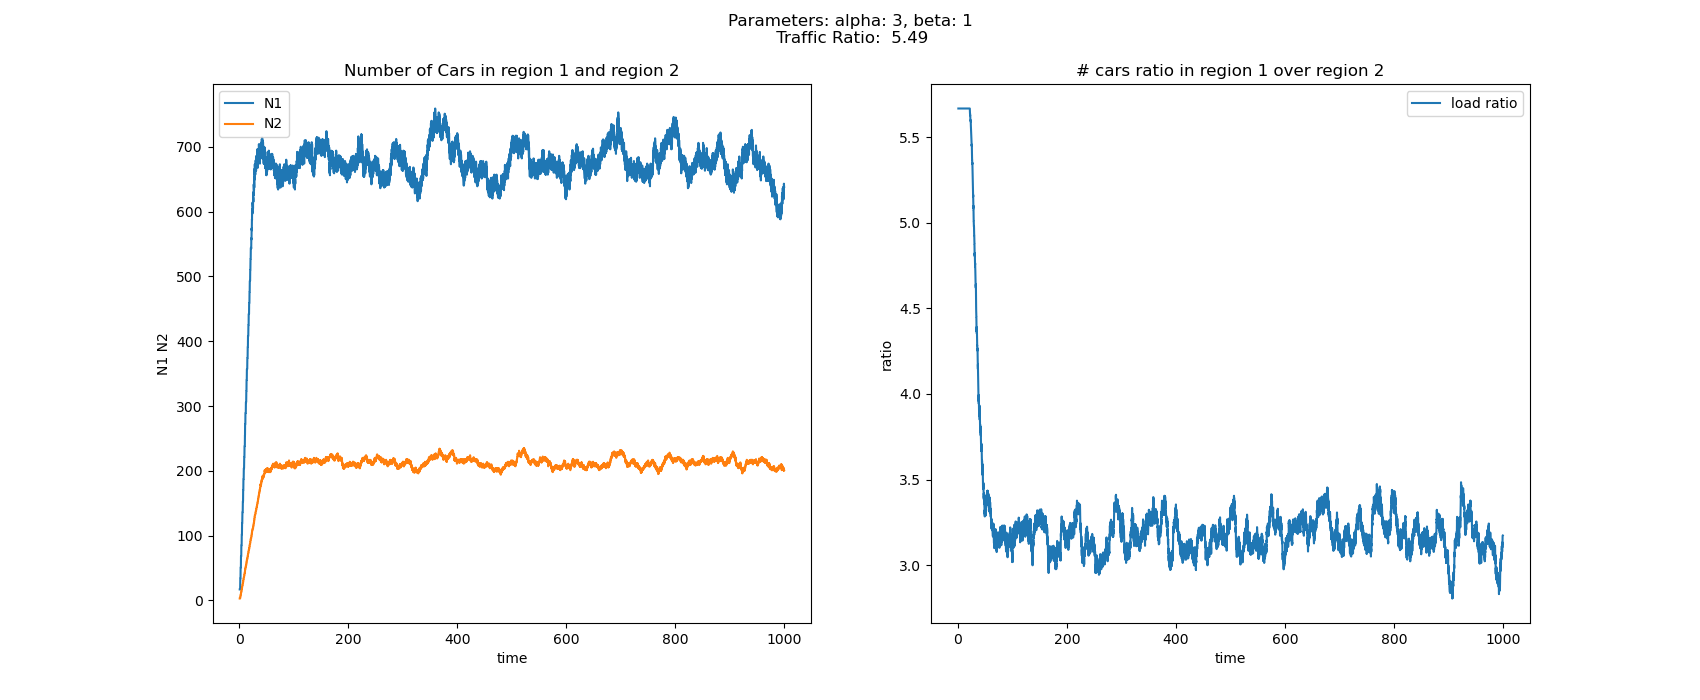 Parameters: alpha: 3, beta: 1
Traffic Ratio: 5.49
Number of Cars in region 1 and region 2
N1
N2
700
600
500
400
300
200
100
0
N1 N2
0 200 400 600 800 1000
time
# cars ratio in region 1 over region 2
load ratio
5.5
5.0
4.5
4.0
3.5
3.0
ratio
0 200 400 600 800 1000
time